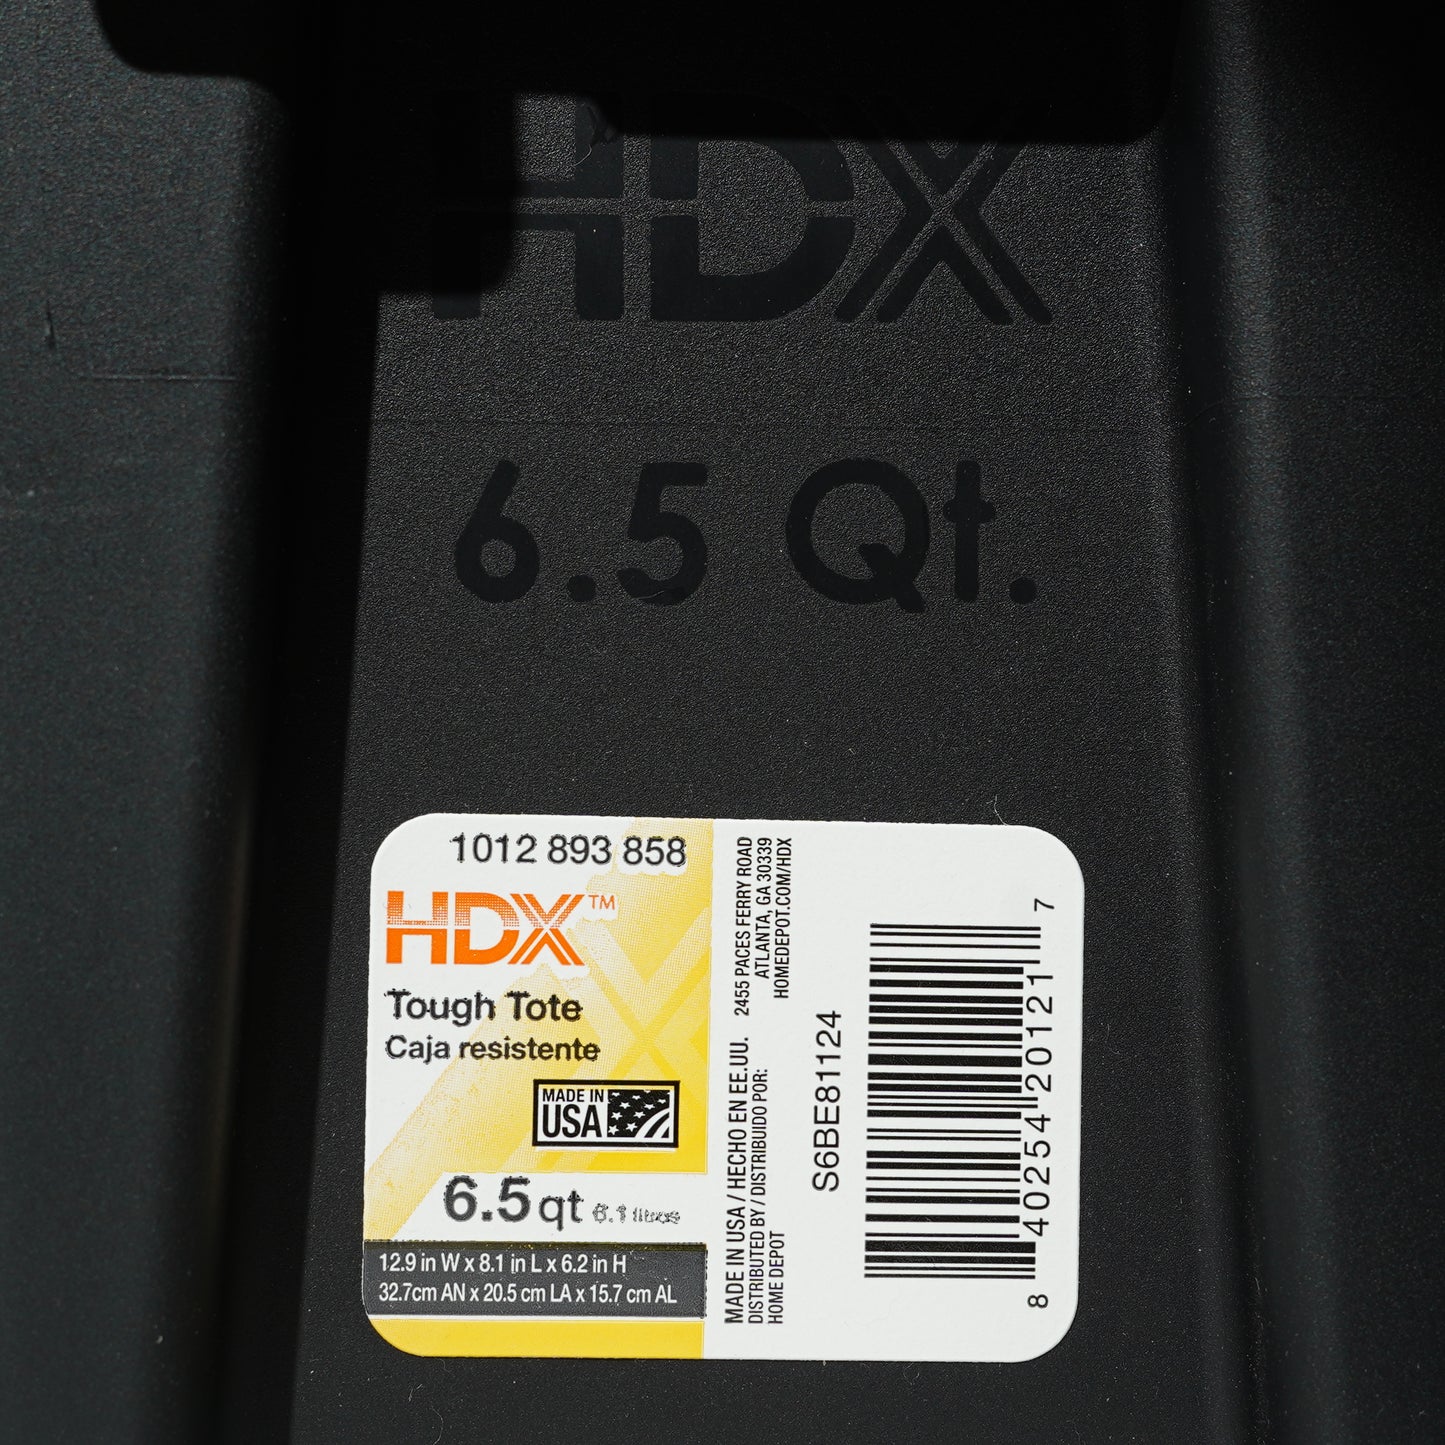 HDX
6.5 Qt.
1012 893 858
HDX™
Tough Tote
Caja resistente
MADE IN
USA
6.5 qt 6.1 litros
12.9 in W x 8.1 in L x 6.2 in H
32.7cm AN x 20.5 cm LA x 15.7 cm AL
MADE IN USA / HECHO EN EE.UU.
DISTRIBUTED BY / DISTRIBUIDO POR:
HOME DEPOT
2455 PACES FERRY ROAD
ATLANTA, GA 30339
HOMEDEPOT.COM/HDX
S6BE81124
8 40254 20121 7